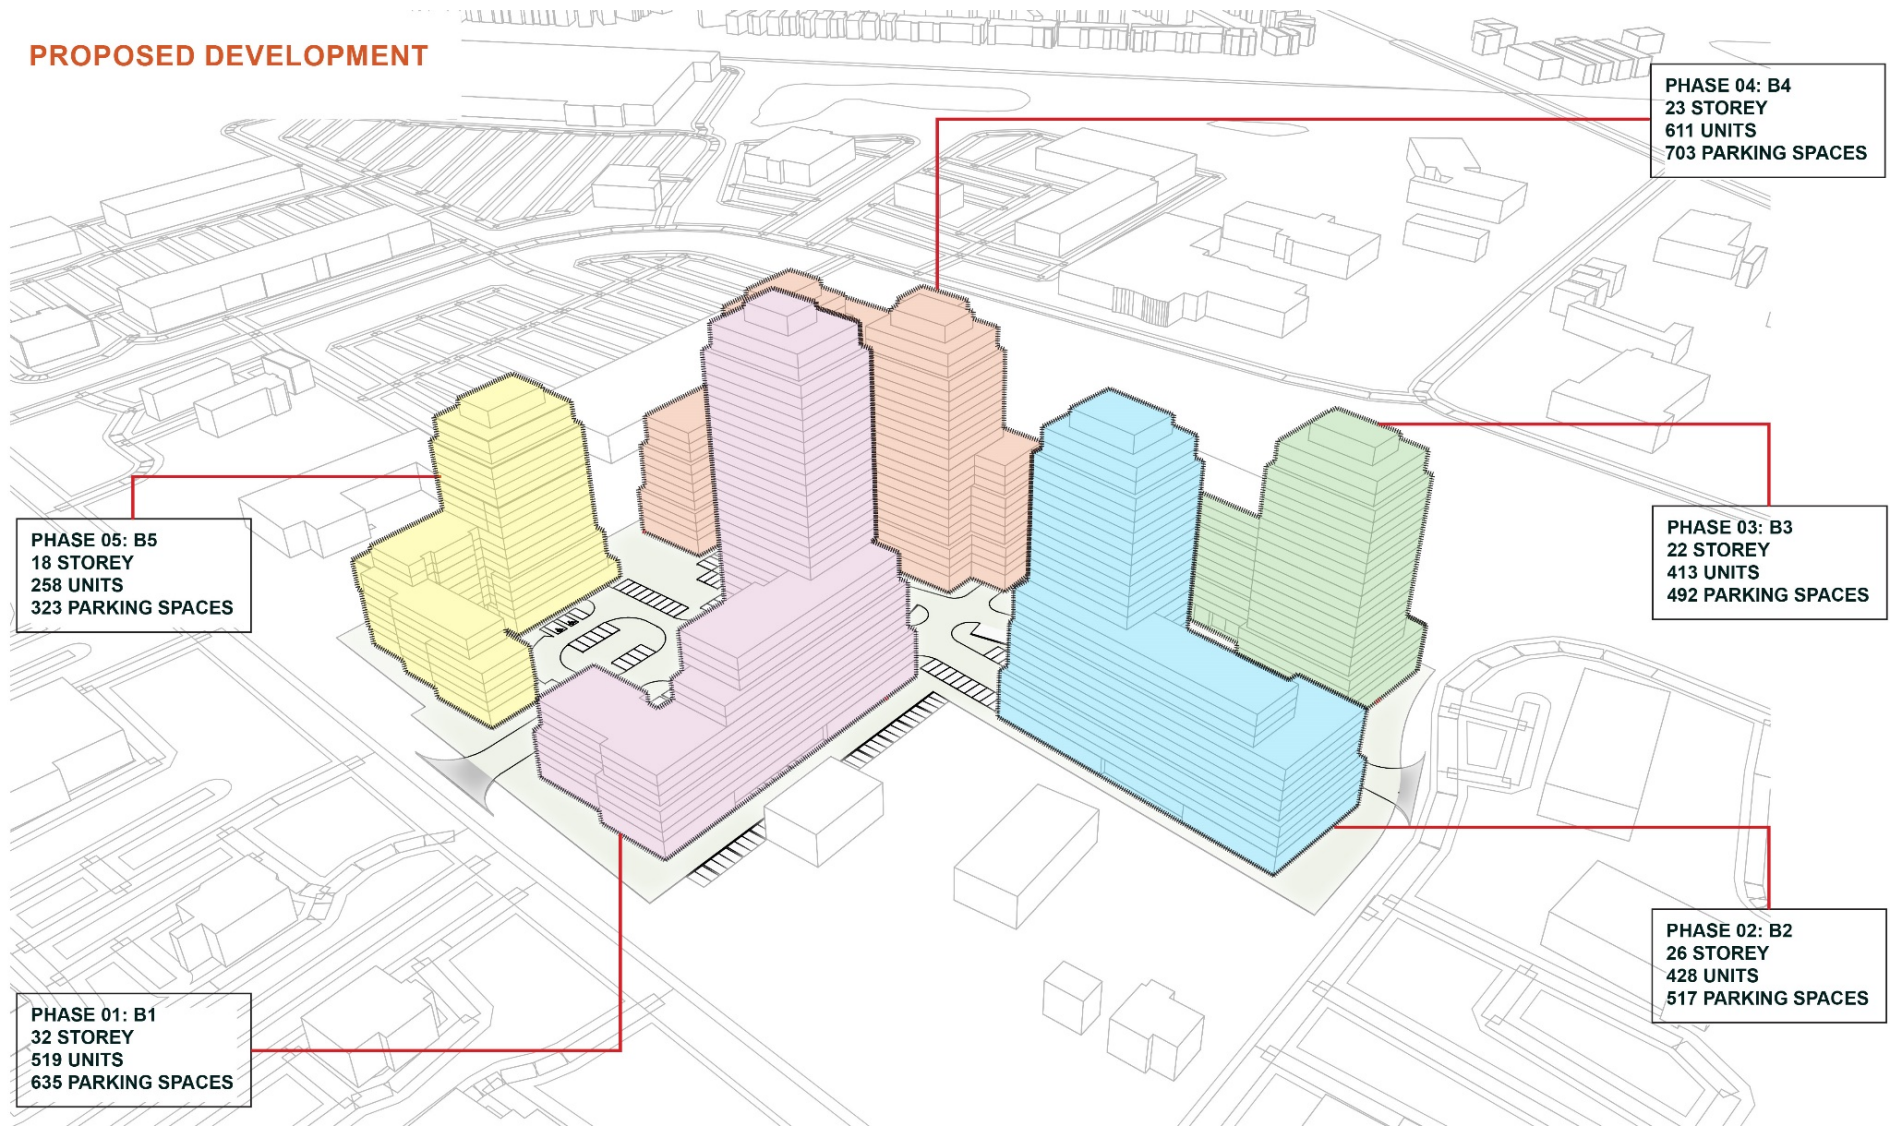 PROPOSED DEVELOPMENT
PHASE 04: B4
23 STOREY
611 UNITS
703 PARKING SPACES
PHASE 05: B5
18 STOREY
258 UNITS
323 PARKING SPACES
PHASE 03: B3
22 STOREY
413 UNITS
492 PARKING SPACES
PHASE 02: B2
26 STOREY
428 UNITS
517 PARKING SPACES
PHASE 01: B1
32 STOREY
519 UNITS
635 PARKING SPACES